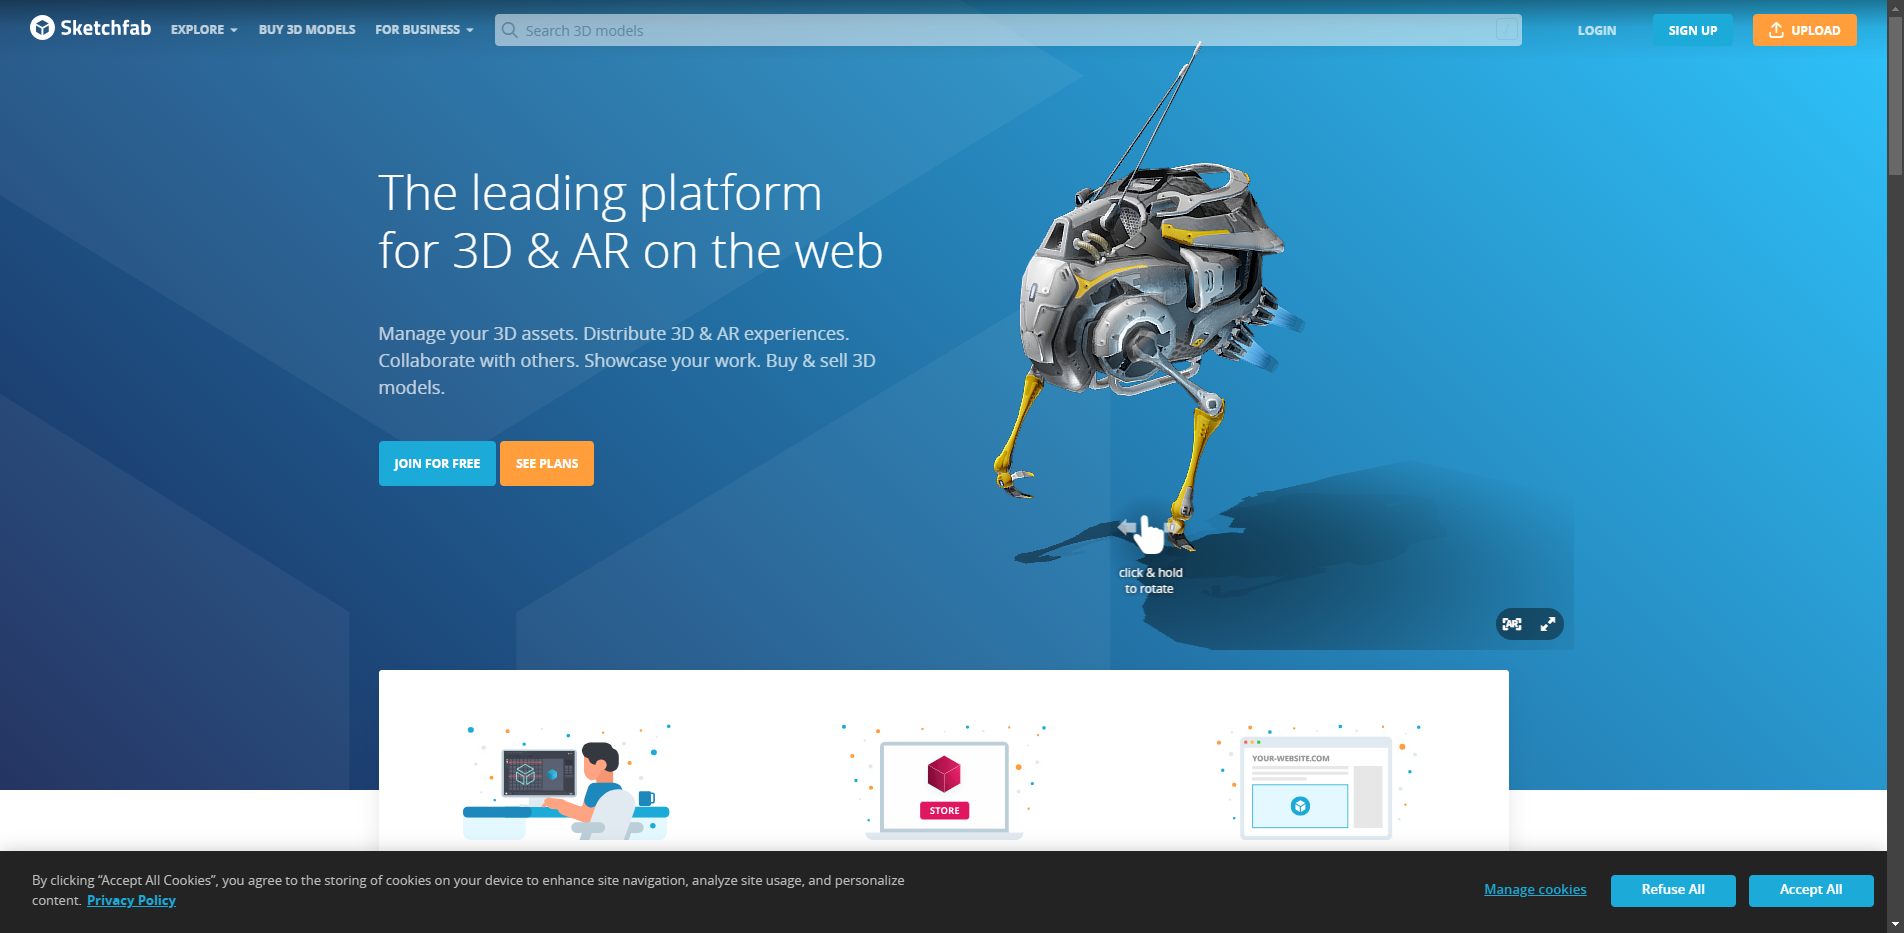 Sketchfab
EXPLORE
BUY 3D MODELS
FOR BUSINESS
Search 3D models
/
LOGIN
SIGN UP
UPLOAD
The leading platform
for 3D & AR on the web
Manage your 3D assets. Distribute 3D & AR experiences.
Collaborate with others. Showcase your work. Buy & sell 3D
models.
JOIN FOR FREE
SEE PLANS
click & hold
to rotate
AR
STORE
YOUR-WEBSITE.COM
By clicking “Accept All Cookies”, you agree to the storing of cookies on your device to enhance site navigation, analyze site usage, and personalize
content. Privacy Policy
Manage cookies
Refuse All
Accept All